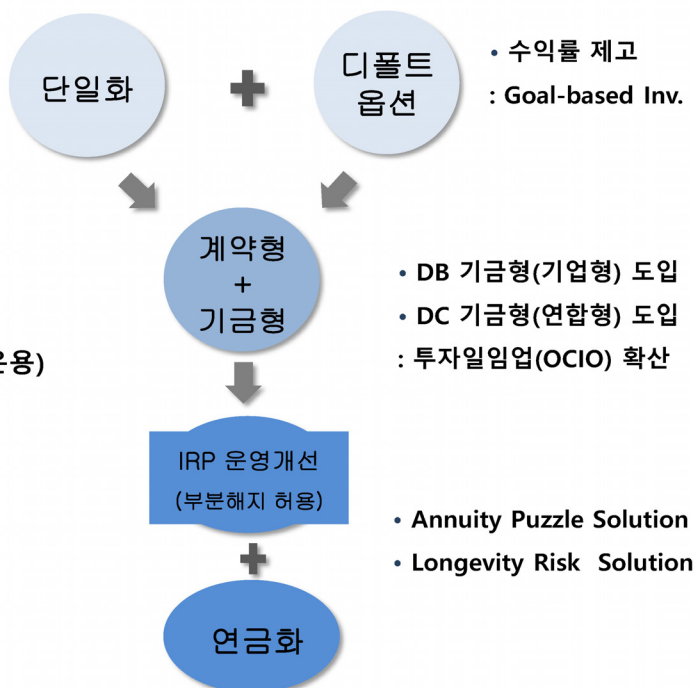 단일화
디폴트
옵션
• 수익률 제고
: Goal-based Inv.
계약형
+
기금형
• DB 기금형(기업형) 도입
• DC 기금형(연합형) 도입
: 투자일임업(OCIO) 확산
용)
IRP 운영개선
(부분해지 허용)
• Annuity Puzzle Solution
• Longevity Risk Solution
연금화